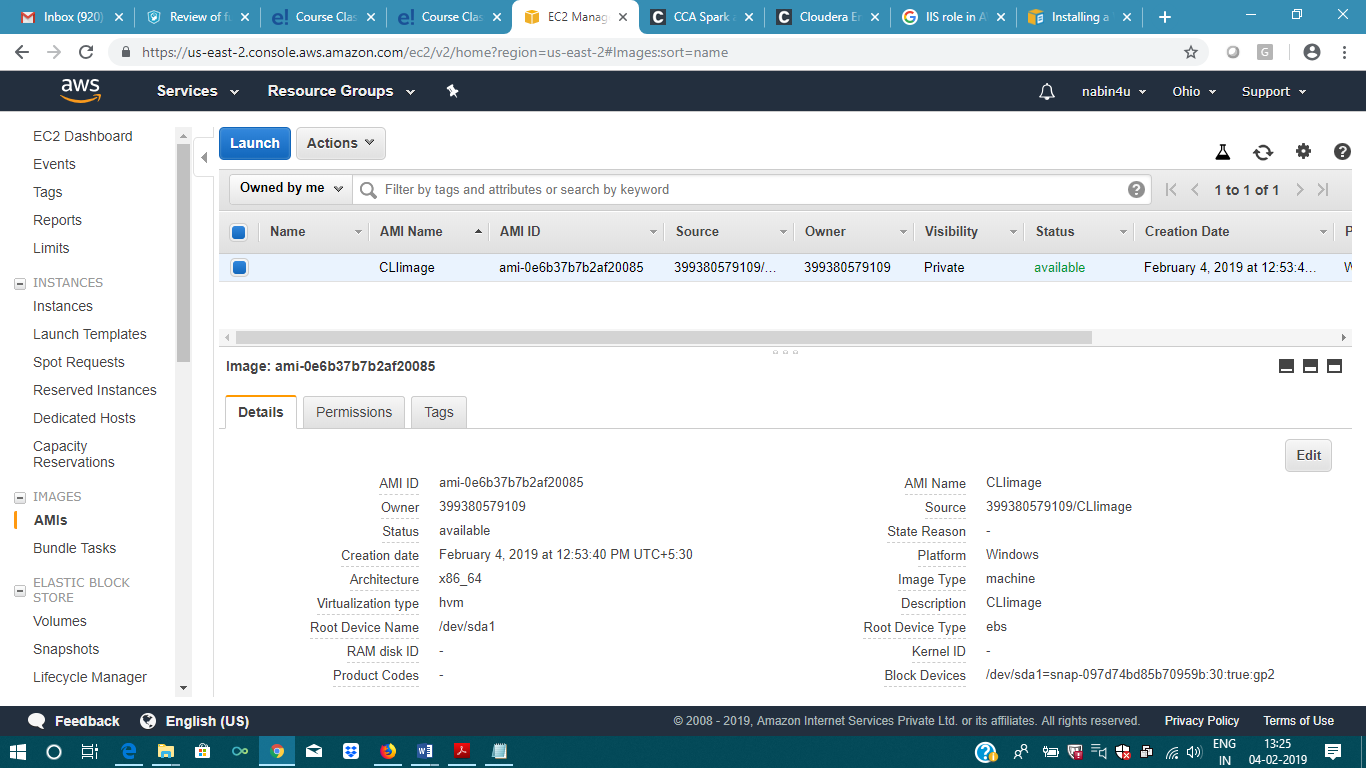 Inbox (920)
Review of fu
Course Clas
Course Clas
EC2 Manag
CCA Spark a
Cloudera En
IIS role in A
Installing a
https://us-east-2.console.aws.amazon.com/ec2/v2/home?region=us-east-2#Images:sort=name
aws Services Resource Groups nabin4u Ohio Support
EC2 Dashboard
Events
Tags
Reports
Limits
INSTANCES
Instances
Launch Templates
Spot Requests
Reserved Instances
Dedicated Hosts
Capacity
Reservations
IMAGES
AMIs
Bundle Tasks
ELASTIC BLOCK
STORE
Volumes
Snapshots
Lifecycle Manager
Launch Actions
Owned by me Filter by tags and attributes or search by keyword 1 to 1 of 1
Name AMI Name AMI ID Source Owner Visibility Status Creation Date P
CLIimage ami-0e6b37b7b2af20085 399380579109/... 399380579109 Private available February 4, 2019 at 12:53:4... W
Image: ami-0e6b37b7b2af20085
Details Permissions Tags
Edit
AMI ID ami-0e6b37b7b2af20085 AMI Name CLIimage
Owner 399380579109 Source 399380579109/CLIimage
Status available State Reason -
Creation date February 4, 2019 at 12:53:40 PM UTC+5:30 Platform Windows
Architecture x86_64 Image Type machine
Virtualization type hvm Description CLIimage
Root Device Name /dev/sda1 Root Device Type ebs
RAM disk ID - Kernel ID -
Product Codes - Block Devices /dev/sda1=snap-097d74bd85b70959b:30:true:gp2
Feedback English (US) © 2008 - 2019, Amazon Internet Services Private Ltd. or its affiliates. All rights reserved. Privacy Policy Terms of Use
ENG 13:25
IN 04-02-2019